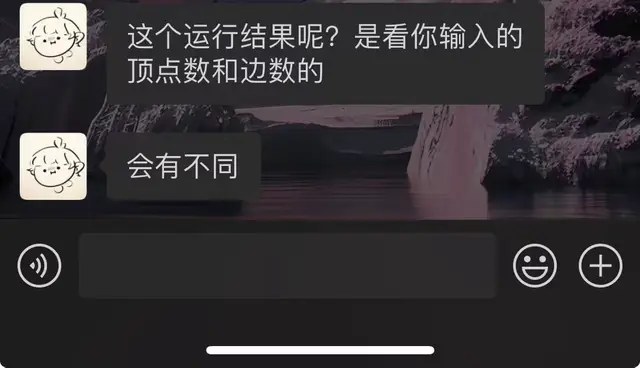 这个运行结果呢？是看你输入的
顶点数和边数的
会有不同